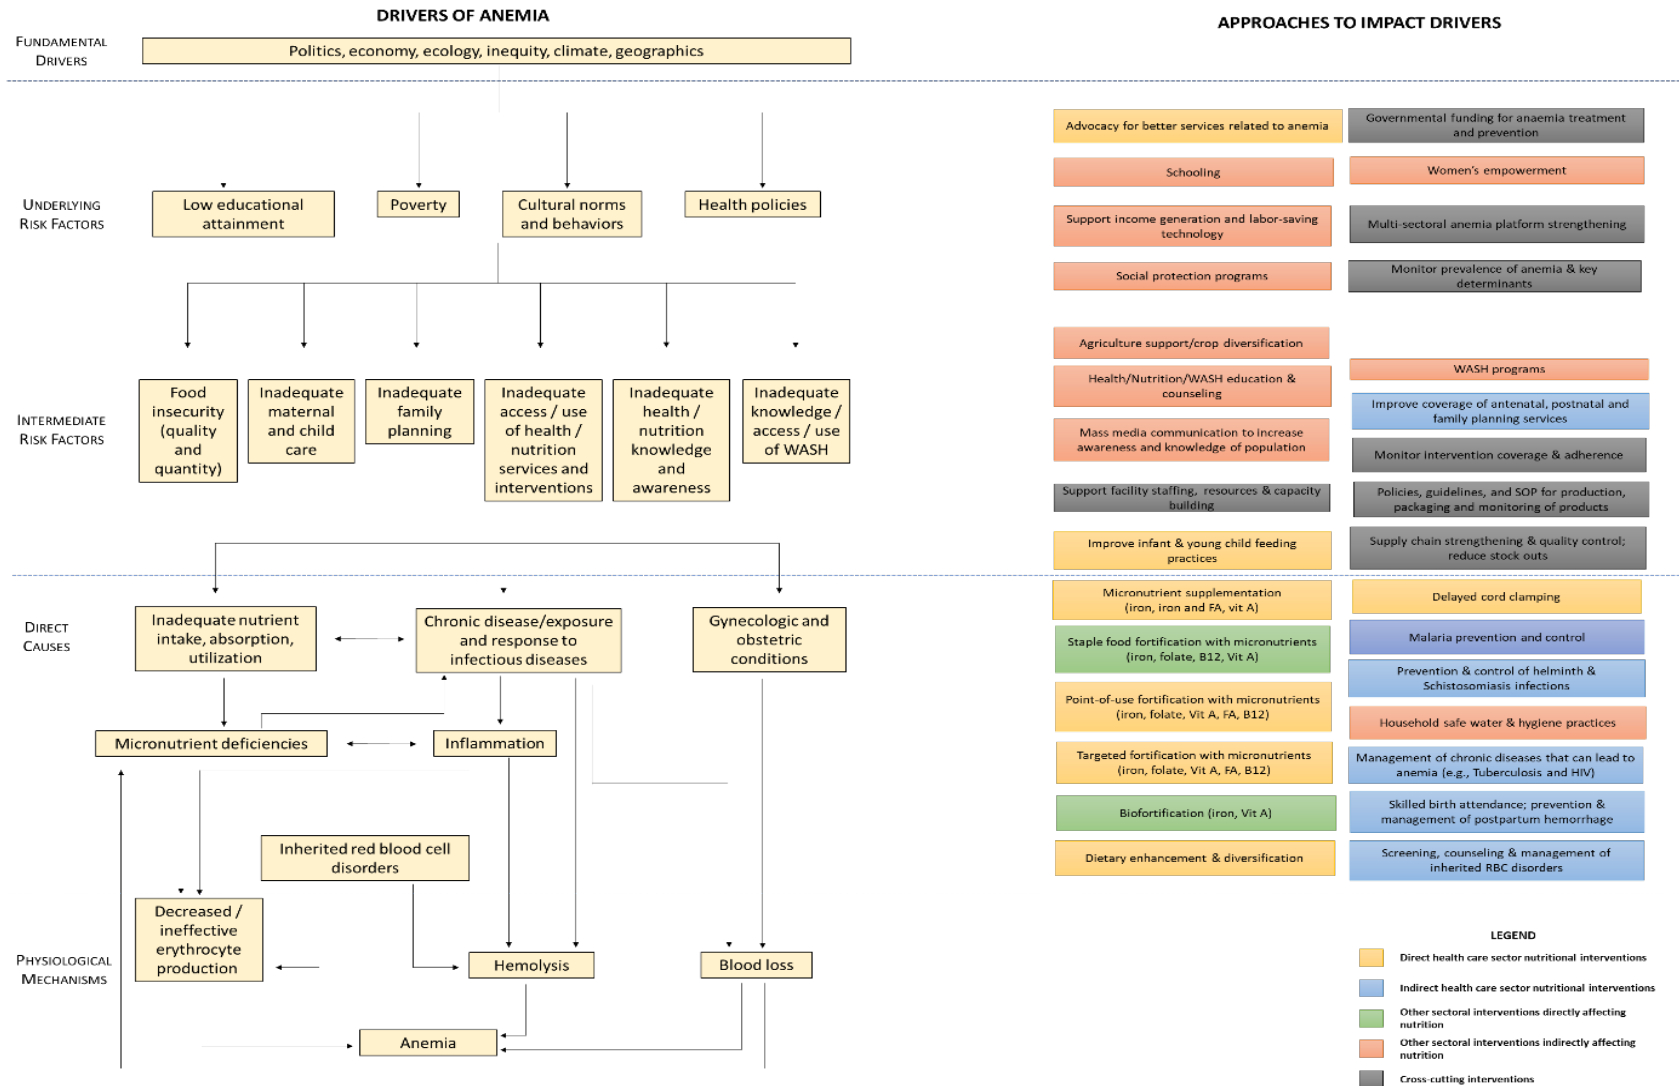 DRIVERS OF ANEMIA
APPROACHES TO IMPACT DRIVERS
FUNDAMENTAL
DRIVERS
Politics, economy, ecology, inequity, climate, geographics
UNDERLYING
RISK FACTORS
Low educational
attainment
Poverty
Cultural norms
and behaviors
Health policies
INTERMEDIATE
RISK FACTORS
Food
insecurity
(quality
and
quantity)
Inadequate
maternal
and child
care
Inadequate
family
planning
Inadequate
access / use
of health /
nutrition
services and
interventions
Inadequate
health /
nutrition
knowledge
and
awareness
Inadequate
knowledge /
access / use
of WASH
DIRECT
CAUSES
Inadequate nutrient
intake, absorption,
utilization
Chronic disease/exposure
and response to
infectious diseases
Gynecologic and
obstetric
conditions
Micronutrient deficiencies
Inflammation
Inherited red blood cell
disorders
PHYSIOLOGICAL
MECHANISMS
Decreased /
ineffective
erythrocyte
production
Hemolysis
Blood loss
Anemia
Advocacy for better services related to anemia
Governmental funding for anaemia treatment
and prevention
Schooling
Women's empowerment
Support income generation and labor-saving
technology
Multi-sectoral anemia platform strengthening
Social protection programs
Monitor prevalence of anemia & key
determinants
Agriculture support/crop diversification
WASH programs
Health/Nutrition/WASH education &
counseling
Improve coverage of antenatal, postnatal and
family planning services
Mass media communication to increase
awareness and knowledge of population
Monitor intervention coverage & adherence
Support facility staffing, resources & capacity
building
Policies, guidelines, and SOP for production,
packaging and monitoring of products
Improve infant & young child feeding
practices
Supply chain strengthening & quality control;
reduce stock outs
Micronutrient supplementation
(iron, iron and FA, vit A)
Delayed cord clamping
Staple food fortification with micronutrients
(iron, folate, B12, Vit A)
Malaria prevention and control
Prevention & control of helminth &
Schistosomiasis infections
Point-of-use fortification with micronutrients
(iron, folate, Vit A, FA, B12)
Household safe water & hygiene practices
Targeted fortification with micronutrients
(iron, folate, Vit A, FA, B12)
Management of chronic diseases that can lead to
anemia (e.g., Tuberculosis and HIV)
Biofortification (iron, Vit A)
Skilled birth attendance; prevention &
management of postpartum hemorrhage
Dietary enhancement & diversification
Screening, counseling & management of
inherited RBC disorders
LEGEND
Direct health care sector nutritional interventions
Indirect health care sector nutritional interventions
Other sectoral interventions directly affecting
nutrition
Other sectoral interventions indirectly affecting
nutrition
Cross-cutting interventions